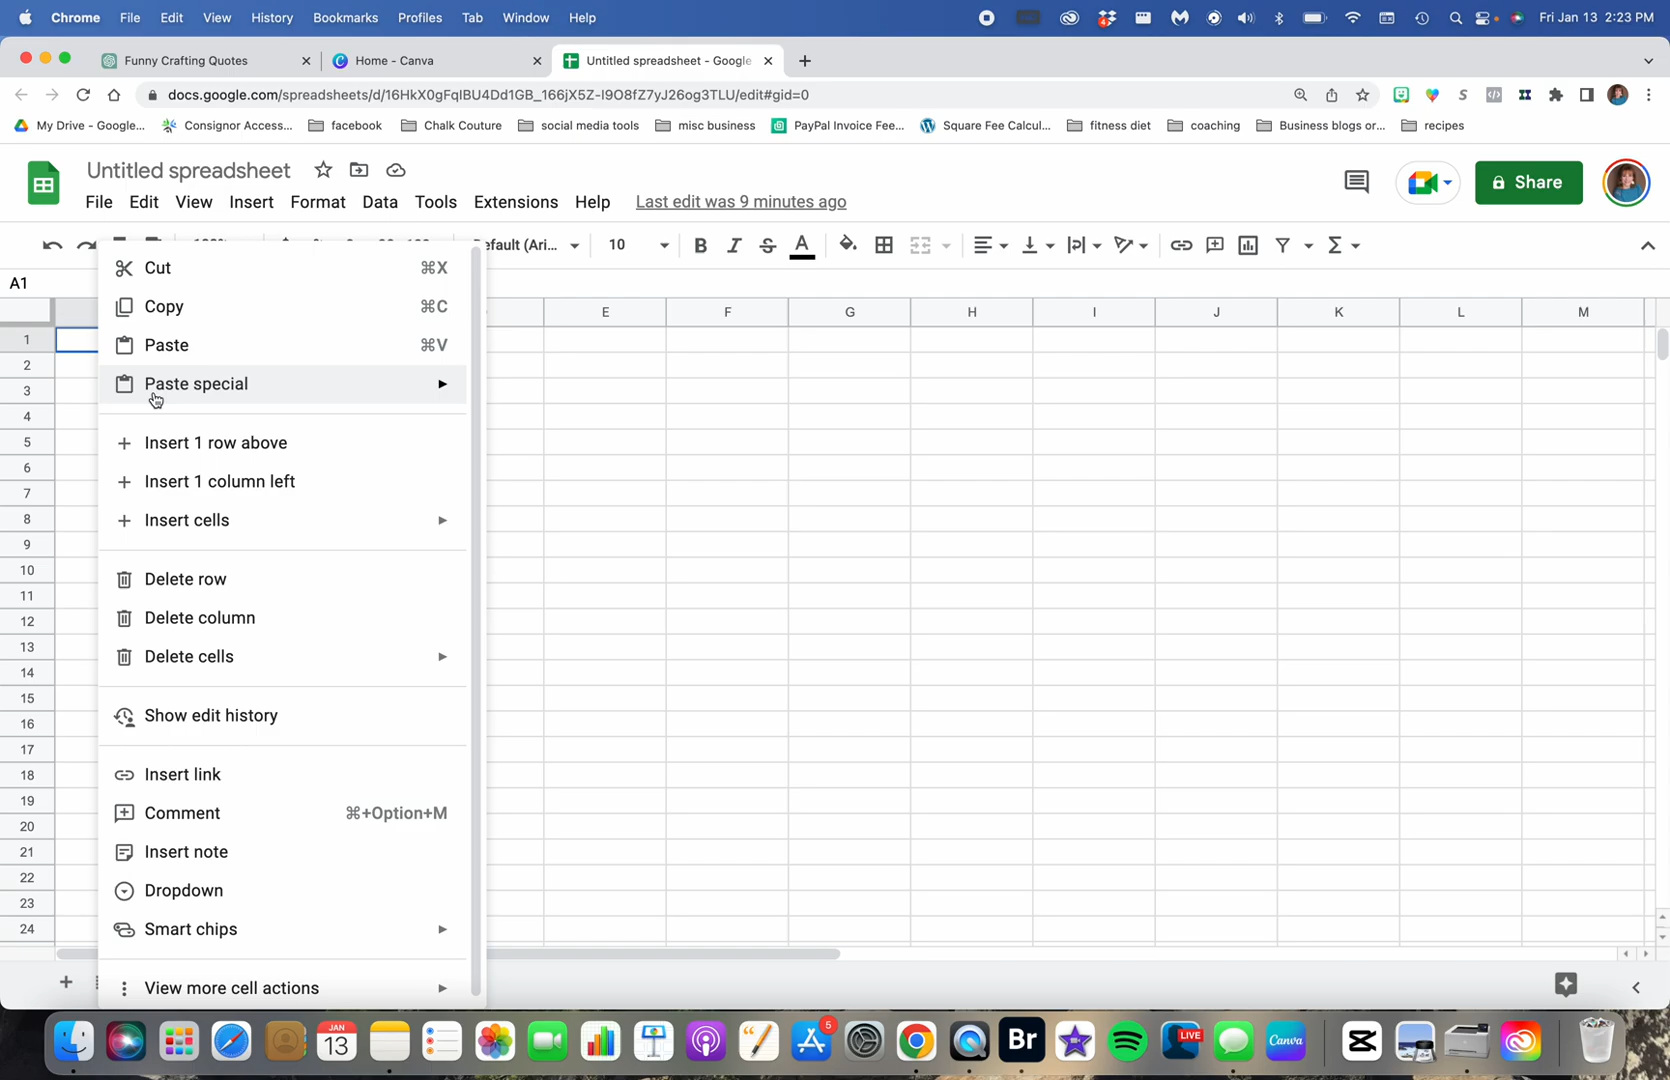 Chrome File Edit View History Bookmarks Profiles Tab Window Help Fri Jan 13 2:23 PM
Funny Crafting Quotes Home - Canva Untitled spreadsheet - Google
docs.google.com/spreadsheets/d/16HkX0gFqIBU4Dd1GB_166jX5Z-I9O8fZ7yJ26og3TLU/edit#gid=0
My Drive - Google... Consignor Access... facebook Chalk Couture social media tools misc business PayPal Invoice Fee... Square Fee Calcul... fitness diet coaching Business blogs or... recipes
Untitled spreadsheet
Share
File Edit View Insert Format Data Tools Extensions Help Last edit was 9 minutes ago
efault (Ari... 10 B I S A
A1
E F G H I J K L M
Cut ⌘X
Copy ⌘C
Paste ⌘V
Paste special
Insert 1 row above
Insert 1 column left
Insert cells
Delete row
Delete column
Delete cells
Show edit history
Insert link
Comment ⌘+Option+M
Insert note
Dropdown
Smart chips
View more cell actions
1
2
3
4
5
6
7
8
9
10
11
12
13
14
15
16
17
18
19
20
21
22
23
24
JAN
13
5
Br
LIVE
Canva